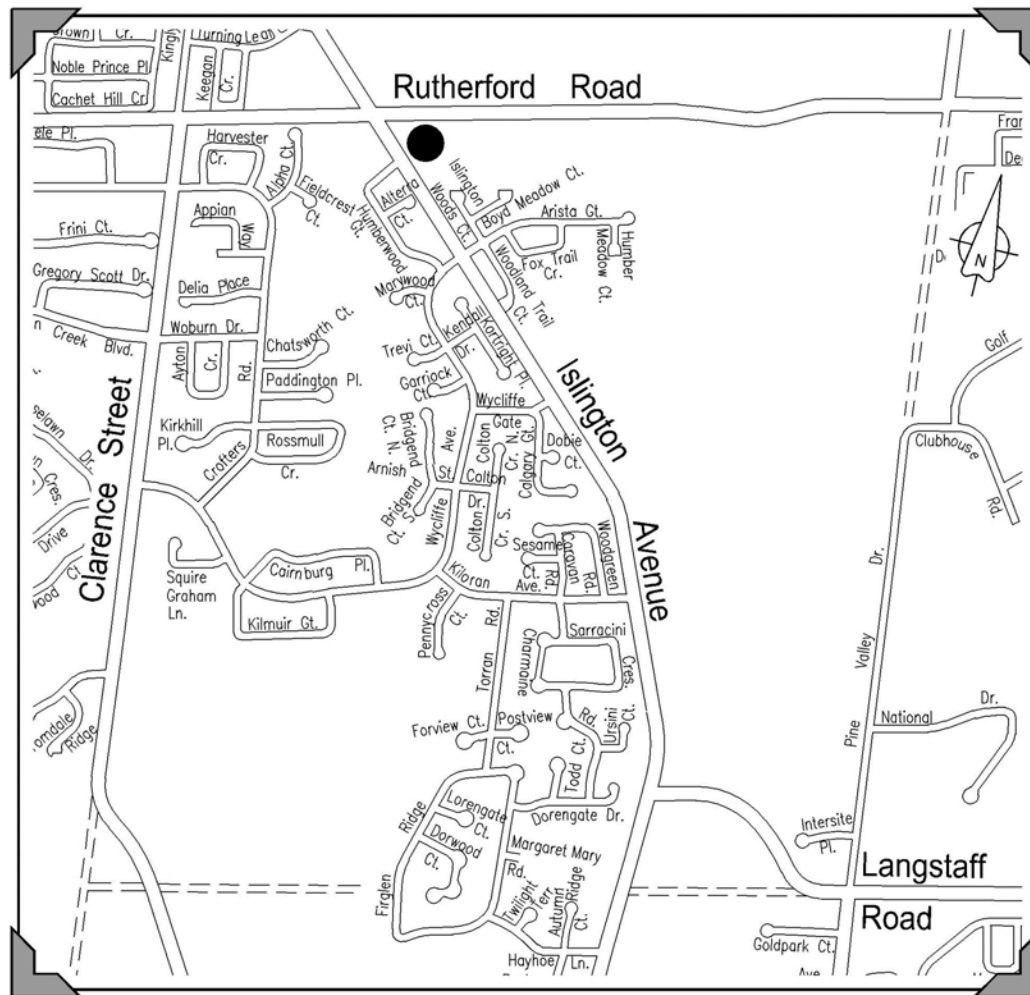 Cr.
Turning Leaf
Noble Prince Pl
Cachet Hill Cr.
Keegan
Cr.
Rutherford Road
Pl.
Harvester
Cr.
Alpha Ct.
Fieldcrest
Ct.
Appian
Way
Frini Ct.
Gregory Scott Dr.
Delia Place
Creek Blvd.
Woburn Dr.
Ayton
Cr.
Rd.
Chatsworth Ct.
Paddington Pl.
Kirkhill
Pl.
Rossmull
Cr.
Crofters
Clarence Street
Dr.
Cres.
Drive
Squire
Graham
Ln.
Cairnburg Pl.
Kilmuir Gt.
Ridge
Alterra
Ct.
Humberwood
Gt.
Islington
Woods Ct.
Boyd Meadow Ct.
Arista Gt.
Humber
Meadow Ct.
Fox Trail
Cr.
Woodland Trail
Ct.
Marywood
Ct.
Kendall
Dr.
Kartright Pl.
Trevi Ct.
Garriock
Ct.
Wycliffe
Gate
Islington
Avenue
Bridgend
Ct. N.
Ave.
Colton
Cr. N.
Calgary Gt.
Dobie
Ct.
Arnish
St.
Colton
Dr.
Bridgend
Ct. S.
Wycliffe
Colton
Cr. S.
Sesame
Ct.
Caravan
Rd.
Woodgreen
Rd.
Kiloran
Ave.
Pennycross
Ct.
Torran
Rd.
Charmaine
Rd.
Sarracini
Cres.
Forview Ct.
Postview
Ct.
Ursini
Ct.
Todd Ct.
Dorengate Dr.
Ridge
Firglen
Lorengate
Ct.
Dorwood
Ct.
Margaret Mary
Rd.
Twilight
Terr.
Autumn
Ridge
Ct.
Hayhoe Ln.
N
Golf
Clubhouse
Rd.
Pine Valley Dr.
National Dr.
Intersite
Pl.
Langstaff
Road
Goldpark Ct.
Ave